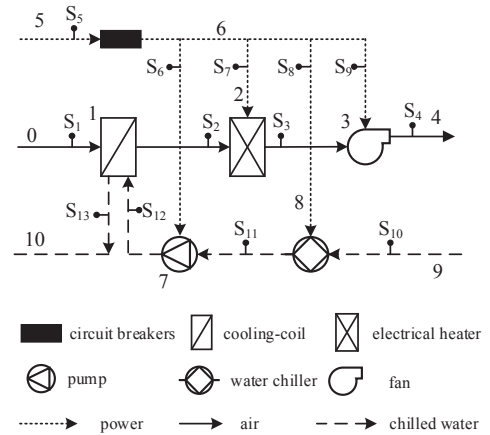 5
S5
6
S6
S7
S8
S9
2
0
S1
1
S2
S3
3
S4
4
S13
S12
8
10
S11
S10
7
9
circuit breakers
cooling-coil
electrical heater
pump
water chiller
fan
power
air
chilled water